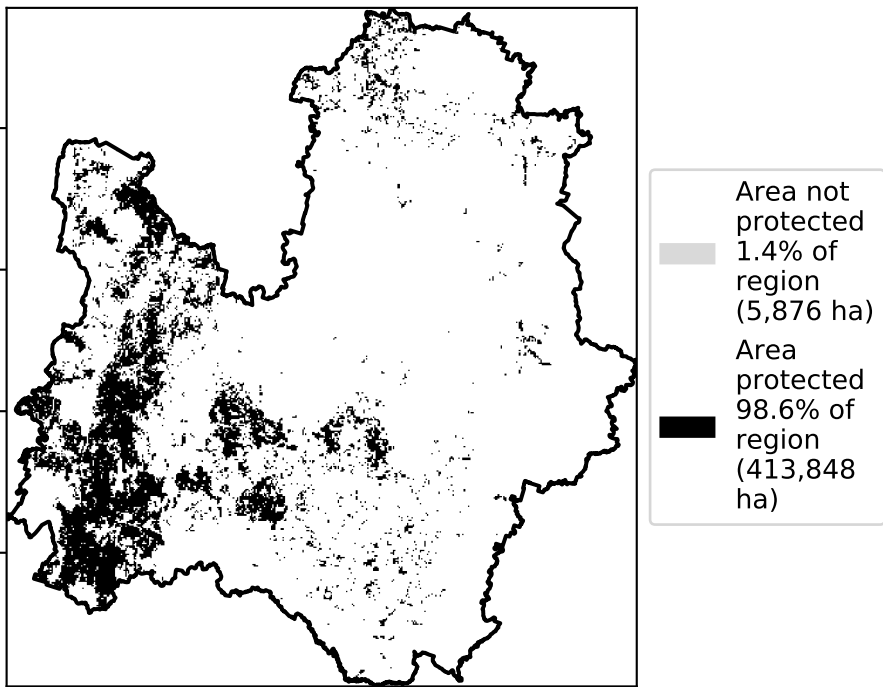 Area not
protected
1.4% of
region
(5,876 ha)
Area
protected
98.6% of
region
(413,848
ha)